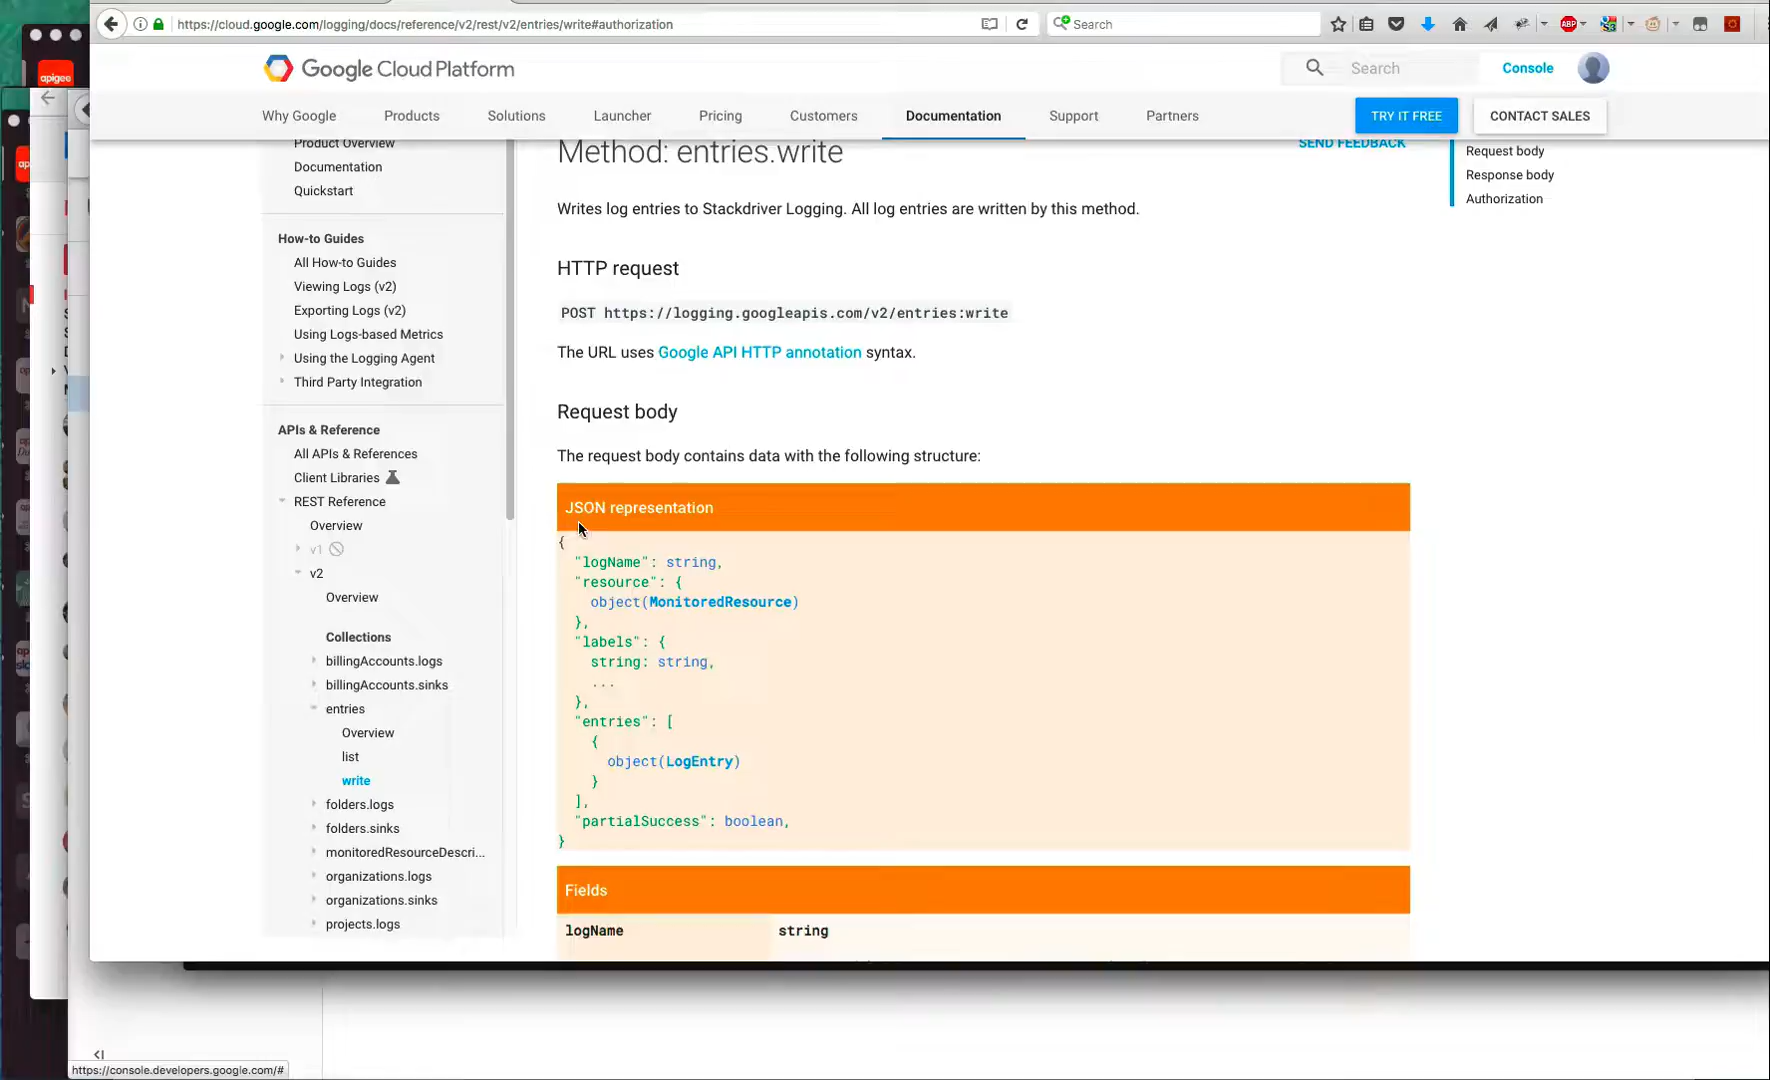 https://cloud.google.com/logging/docs/reference/v2/rest/v2/entries/write#authorization
Search
ABP
apigee
Google Cloud Platform
Search
Console
Why Google
Products
Solutions
Launcher
Pricing
Customers
Documentation
Support
Partners
TRY IT FREE
CONTACT SALES
Product Overview
Documentation
Quickstart
How-to Guides
All How-to Guides
Viewing Logs (v2)
Exporting Logs (v2)
Using Logs-based Metrics
Using the Logging Agent
Third Party Integration
APIs & Reference
All APIs & References
Client Libraries
REST Reference
Overview
v1
v2
Overview
Collections
billingAccounts.logs
billingAccounts.sinks
entries
Overview
list
write
folders.logs
folders.sinks
monitoredResourceDescri...
organizations.logs
organizations.sinks
projects.logs
Method: entries.write
SEND FEEDBACK
Writes log entries to Stackdriver Logging. All log entries are written by this method.
HTTP request
POST https://logging.googleapis.com/v2/entries:write
The URL uses Google API HTTP annotation syntax.
Request body
The request body contains data with the following structure:
JSON representation
{
"logName": string,
"resource": {
object(MonitoredResource)
},
"labels": {
string: string,
...
},
"entries": [
{
object(LogEntry)
}
],
"partialSuccess": boolean,
}
Fields
logName
string
Request body
Response body
Authorization
https://console.developers.google.com/#